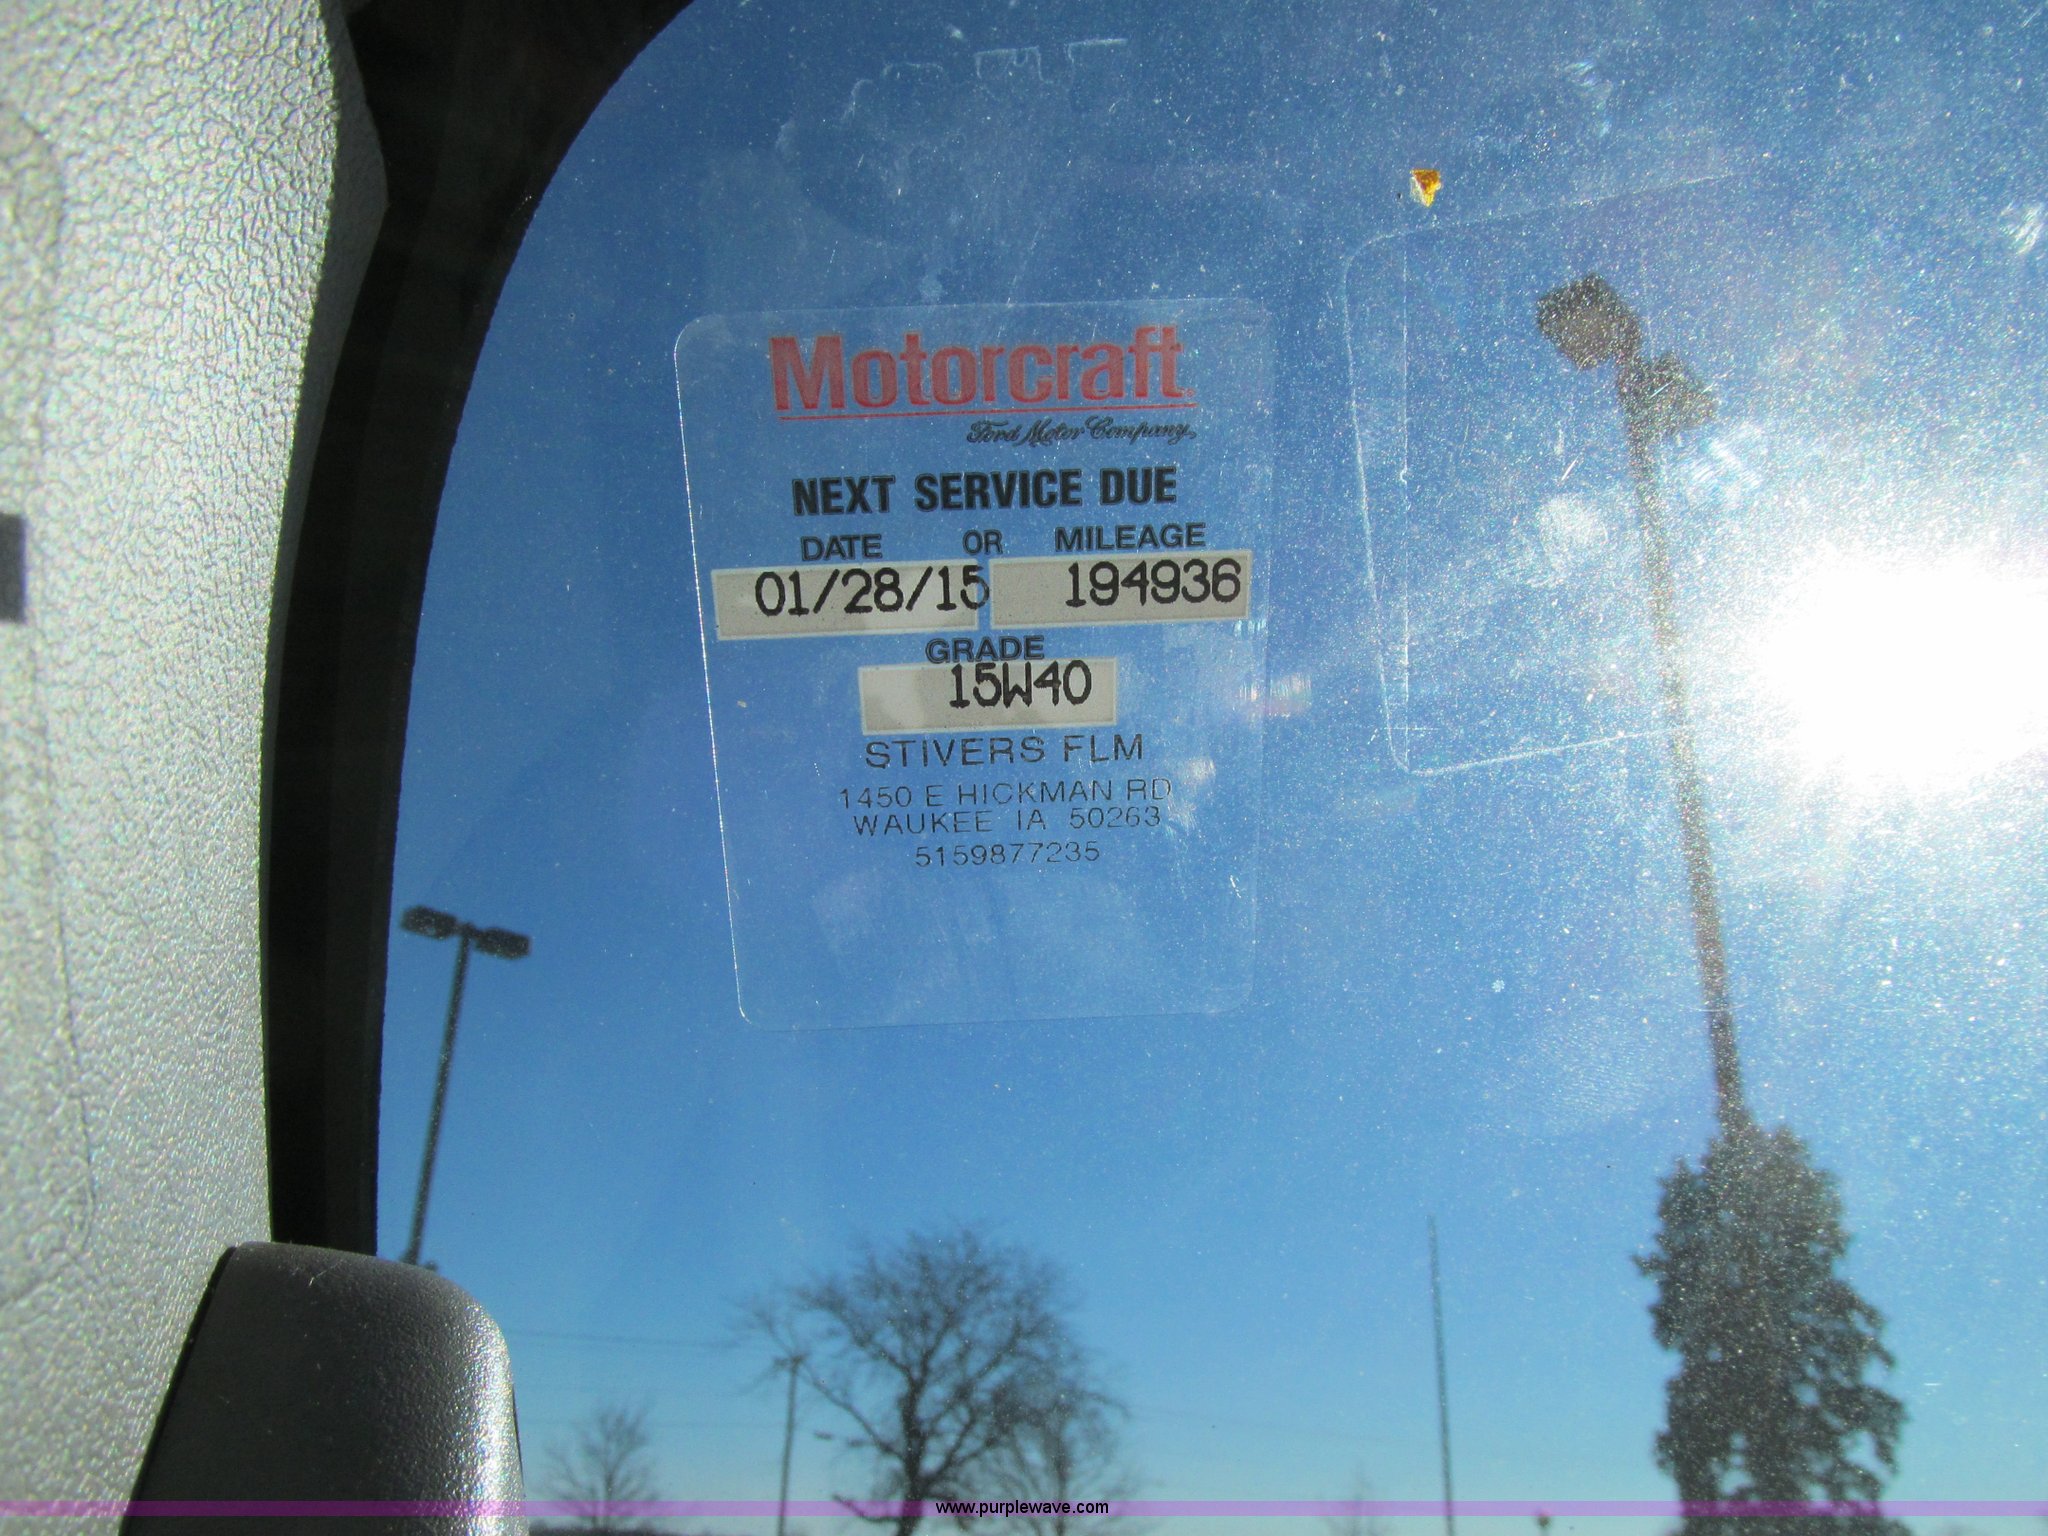 Motorcraft
Ford Motor Company,
NEXT SERVICE DUE
DATE OR MILEAGE
01/28/15 194936
GRADE
15W40
STIVERS FLM
1450 E HICKMAN RD
WAUKEE IA 50263
5159877235
www.purplewave.com